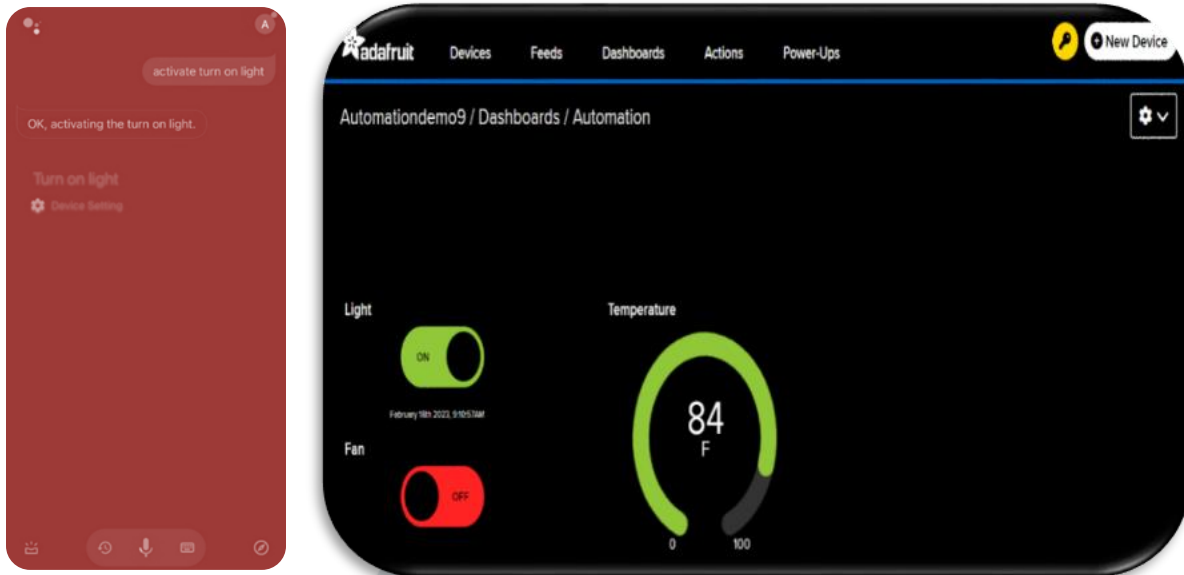 A
activate turn on light
OK, activating the turn on light.
Turn on light
Device Setting
adafruit
Devices
Feeds
Dashboards
Actions
Power-Ups
New Device
Automationdemo9 / Dashboards / Automation
Light
ON
February 18th 2023, 9:10:57AM
Fan
OFF
Temperature
84
F
0
100